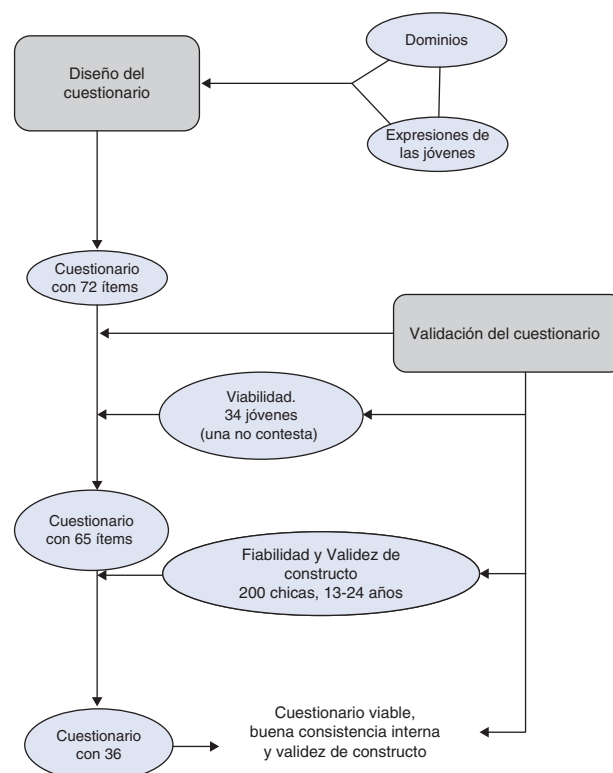 Dominios
Diseño del
cuestionario
Expresiones de
las jóvenes
Cuestionario
con 72 ítems
Validación del cuestionario
Viabilidad.
34 jóvenes
(una no contesta)
Cuestionario
con 65 ítems
Fiabilidad y Validez de
constructo
200 chicas, 13-24 años
Cuestionario viable,
buena consistencia interna
y validez de constructo
Cuestionario
con 36